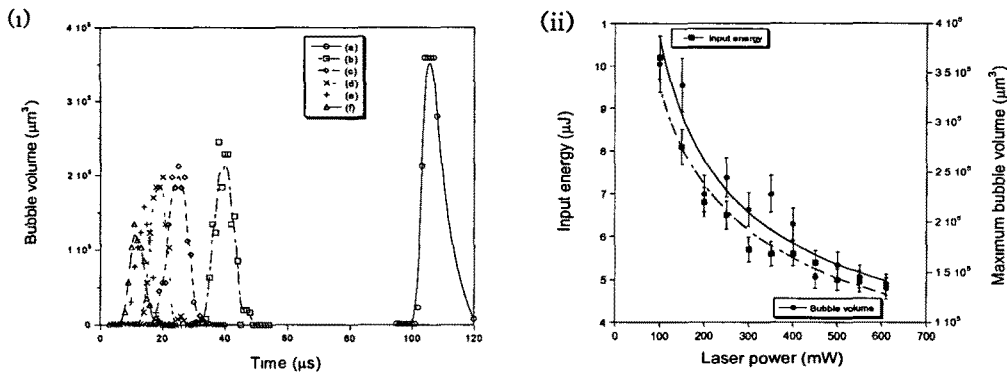 (i)
Bubble volume (μm³)
4 10⁵
3 10⁵
2 10⁵
1 10⁵
0
(a)
(b)
(c)
(d)
(e)
(f)
0 20 40 60 80 100 120
Time (μs)
(ii)
Input energy (μJ)
11
10
9
8
7
6
5
4
Input energy
Bubble volume
4 10⁵
3 5 10⁵
3 10⁵
2 5 10⁵
2 10⁵
1 5 10⁵
1 10⁵
Maximum bubble volume (μm³)
0 100 200 300 400 500 600 700
Laser power (mW)